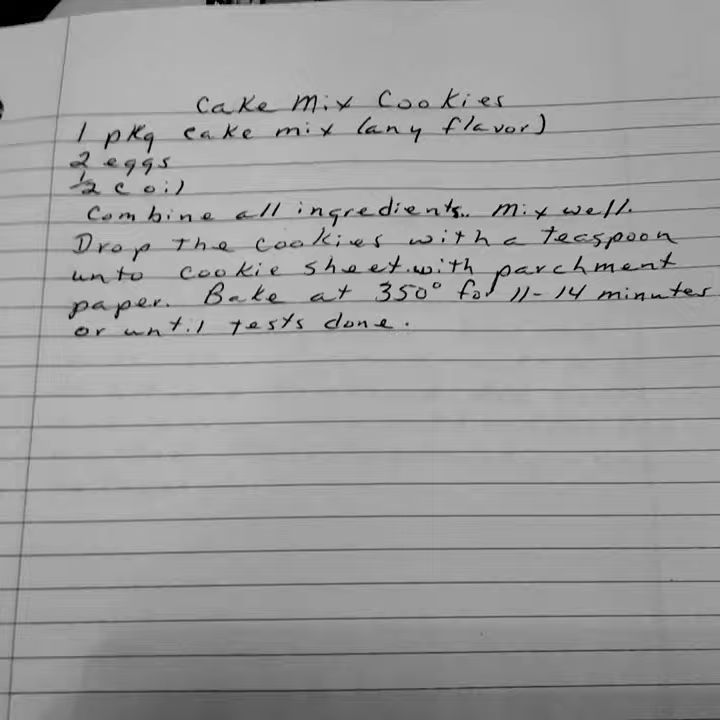 Cake Mix Cookies
1 pkg cake mix (any flavor)
2 eggs
1/2 c oil
Combine all ingredients. Mix well.
Drop the cookies with a teaspoon
unto cookie sheet with parchment
paper. Bake at 350° for 11-14 minutes
or until tests done.